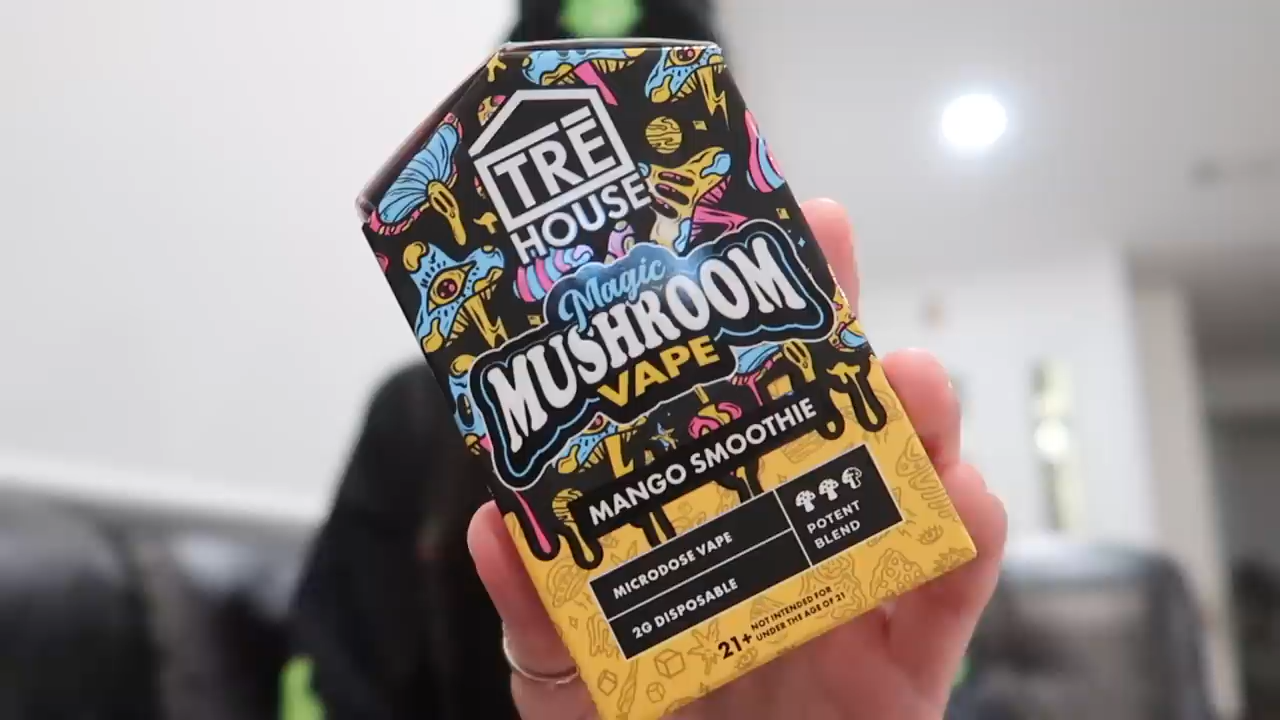 TRĒ
HOUSE
Magic
MUSHROOM
VAPE
MANGO SMOOTHIE
MICRODOSE VAPE
2G DISPOSABLE
POTENT
BLEND
21+
NOT INTENDED FOR
UNDER THE AGE OF 21